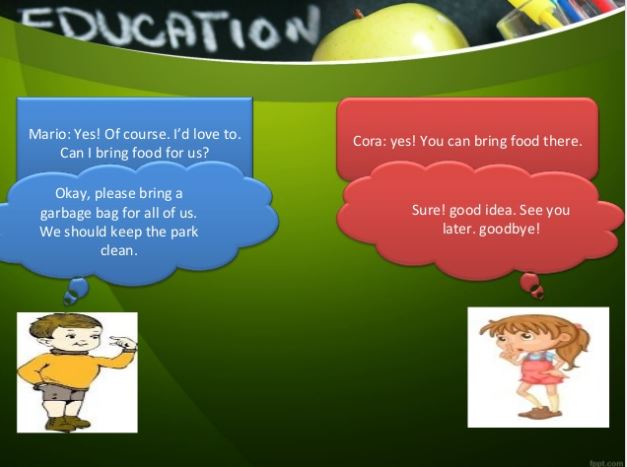 EDUCATION
Mario: Yes! Of course. I'd love to.
Can I bring food for us?
Cora: yes! You can bring food there.
Okay, please bring a
garbage bag for all of us.
We should keep the park
clean.
Sure! good idea. See you
later. goodbye!
fppt.com